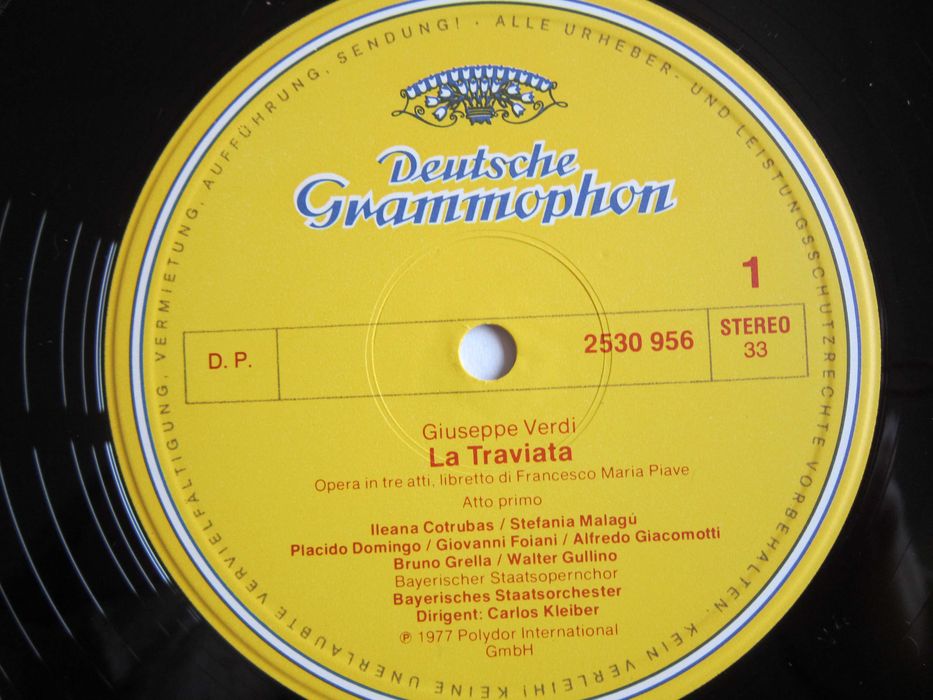 ALLE URHEBER- UND LEISTUNGSSCHUTZRECHTE VORBEHALTEN. KEIN VERLEIH! KEINE UNERLAUBTE VERVIELFÄLTIGUNG, VERMIETUNG, AUFFÜHRUNG, SENDUNG! ·
Deutsche
Grammophon
1
D. P.
2530 956
STEREO
33
Giuseppe Verdi
La Traviata
Opera in tre atti, libretto di Francesco Maria Piave
Atto primo
Ileana Cotrubas / Stefania Malagú
Placido Domingo / Giovanni Foiani / Alfredo Giacomotti
Bruno Grella / Walter Gullino
Bayerischer Staatsopernchor
Bayerisches Staatsorchester
Dirigent: Carlos Kleiber
℗ 1977 Polydor International
GmbH